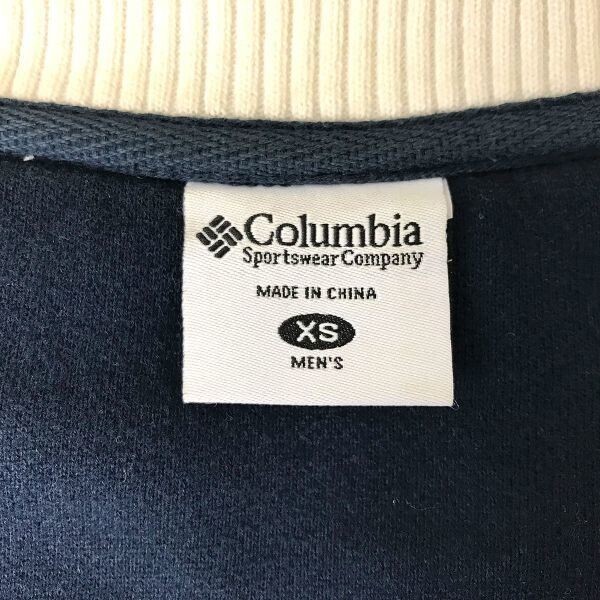 Columbia
Sportswear Company
MADE IN CHINA
XS
MEN'S